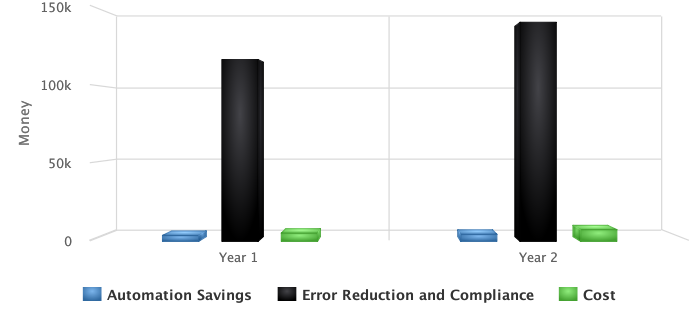 150k
100k
50k
0
Money
Year 1 Year 2
Automation Savings Error Reduction and Compliance Cost